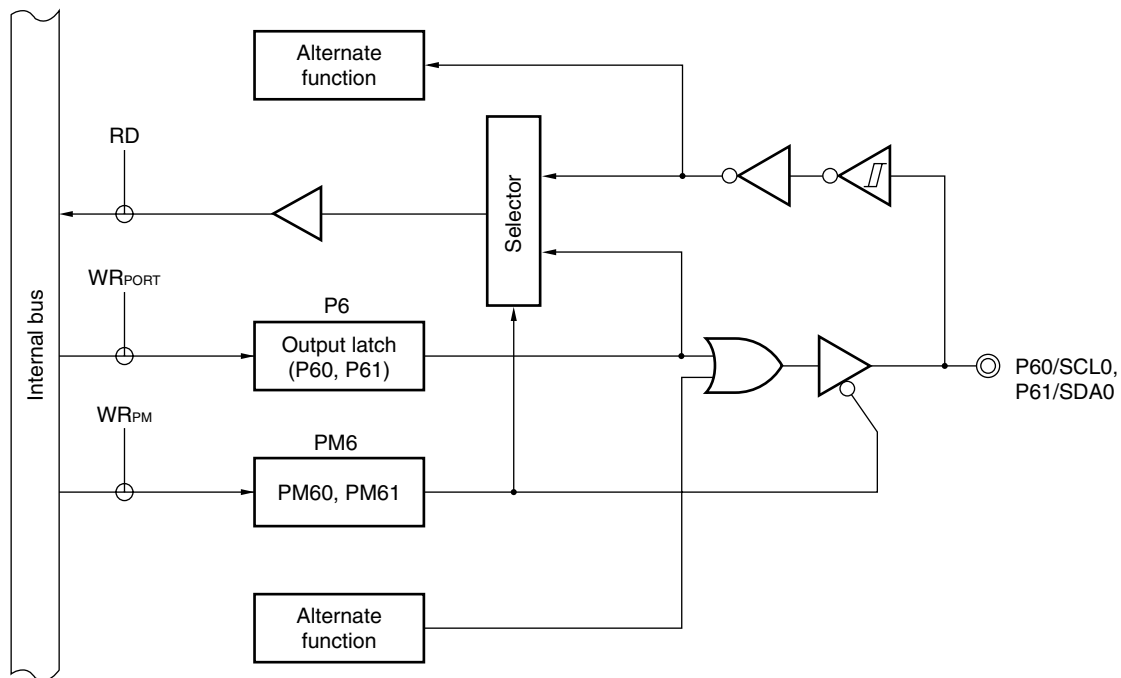 Alternate
function
RD
Selector
WRPORT
P6
Internal bus
Output latch
(P60, P61)
P60/SCL0,
P61/SDA0
WRPM
PM6
PM60, PM61
Alternate
function